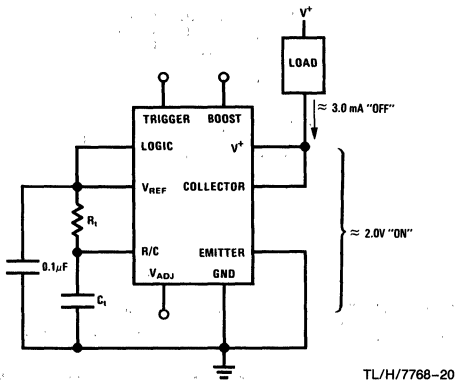 V+
LOAD
≈ 3.0 mA "OFF"
TRIGGER BOOST
LOGIC V+
VREF COLLECTOR
≈ 2.0V "ON"
Rt
R/C EMITTER
0.1µF
VADJ GND
Ct
TL/H/7768-20